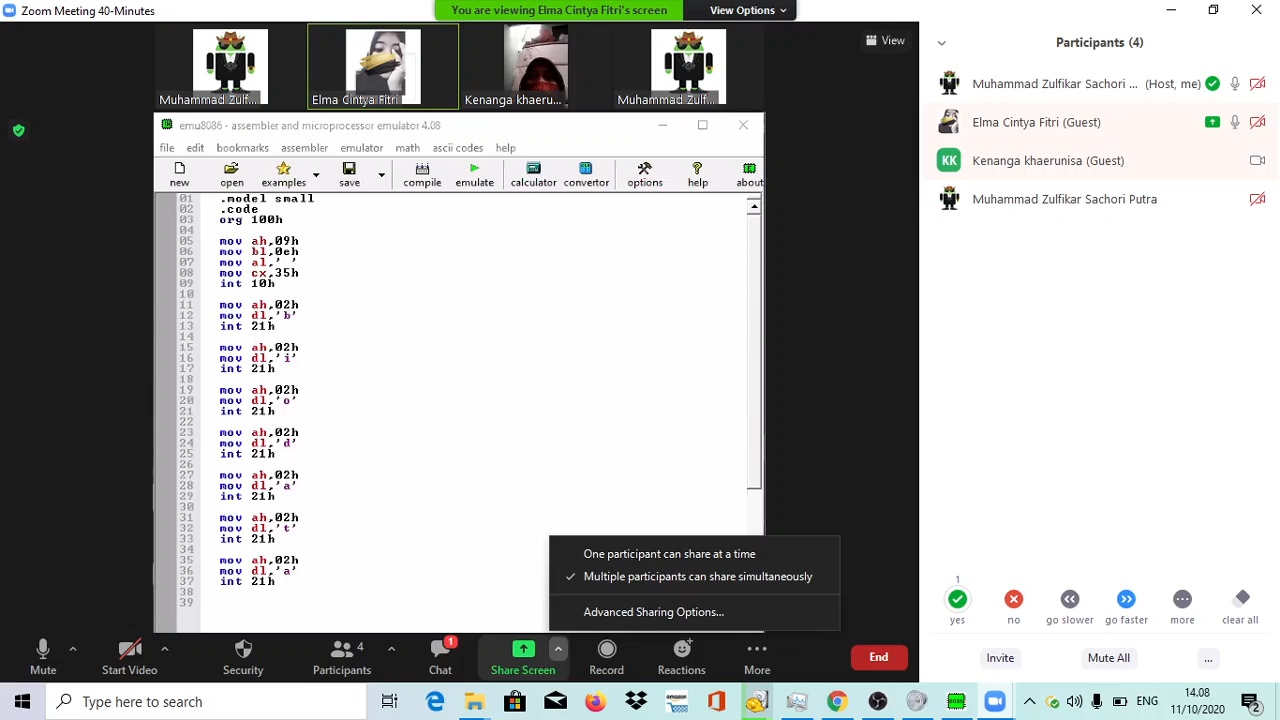 Zoom Meeting 40-Minutes
You are viewing Elma Cintya Fitri's screen
View Options
View
Muhammad Zulf...
Elma Cintya Fitri
Kenanga khaeru...
Muhammad Zulf...
emu8086 - assembler and microprocessor emulator 4.08
file edit bookmarks assembler emulator math ascii codes help
new open examples save compile emulate calculator convertor options help about
01 .model small
02 .code
03 org 100h
04
05 mov ah,09h
06 mov bl,0eh
07 mov al,' '
08 mov cx,35h
09 int 10h
10
11 mov ah,02h
12 mov dl,'b'
13 int 21h
14
15 mov ah,02h
16 mov dl,'i'
17 int 21h
18
19 mov ah,02h
20 mov dl,'o'
21 int 21h
22
23 mov ah,02h
24 mov dl,'d'
25 int 21h
26
27 mov ah,02h
28 mov dl,'a'
29 int 21h
30
31 mov ah,02h
32 mov dl,'t'
33 int 21h
34
35 mov ah,02h
36 mov dl,'a'
37 int 21h
38
39
One participant can share at a time
Multiple participants can share simultaneously
Advanced Sharing Options...
Mute
Start Video
Security
4
Participants
1
Chat
Share Screen
Record
Reactions
More
End
Participants (4)
Muhammad Zulfikar Sachori ... (Host, me)
Elma Cintya Fitri (Guest)
KK Kenanga khaerunisa (Guest)
Muhammad Zulfikar Sachori Putra
1
yes no go slower go faster more clear all
Invite Mute All ...
Type here to search
amazon
ENG
14.03
11/10/2020
2